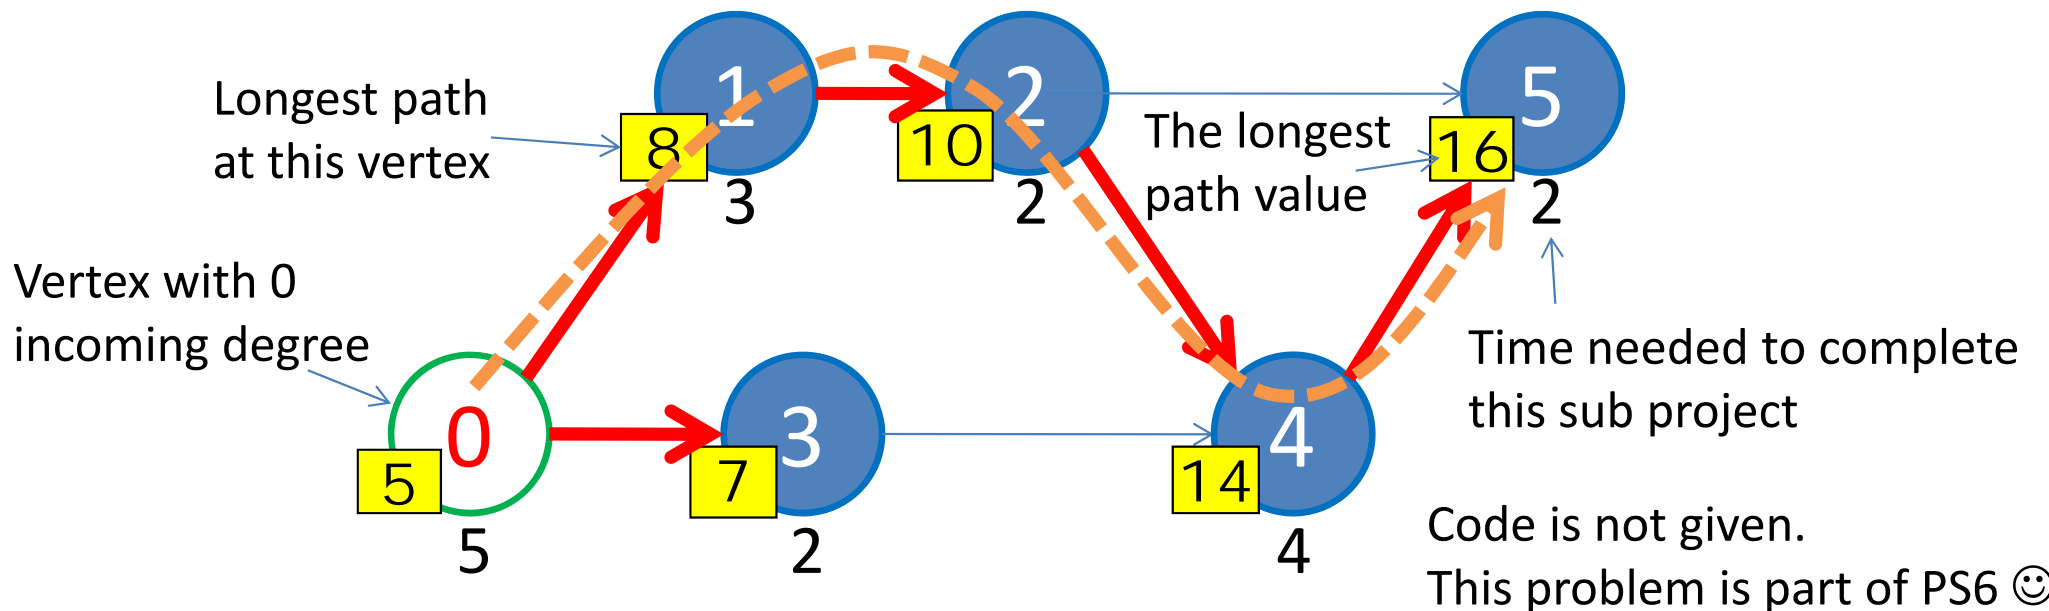 1
2
5
Longest path
at this vertex
8
10
The longest
path value
16
3
2
2
Vertex with 0
incoming degree
Time needed to complete
this sub project
0
3
4
5
7
14
5
2
4
Code is not given.
This problem is part of PS6 ☺